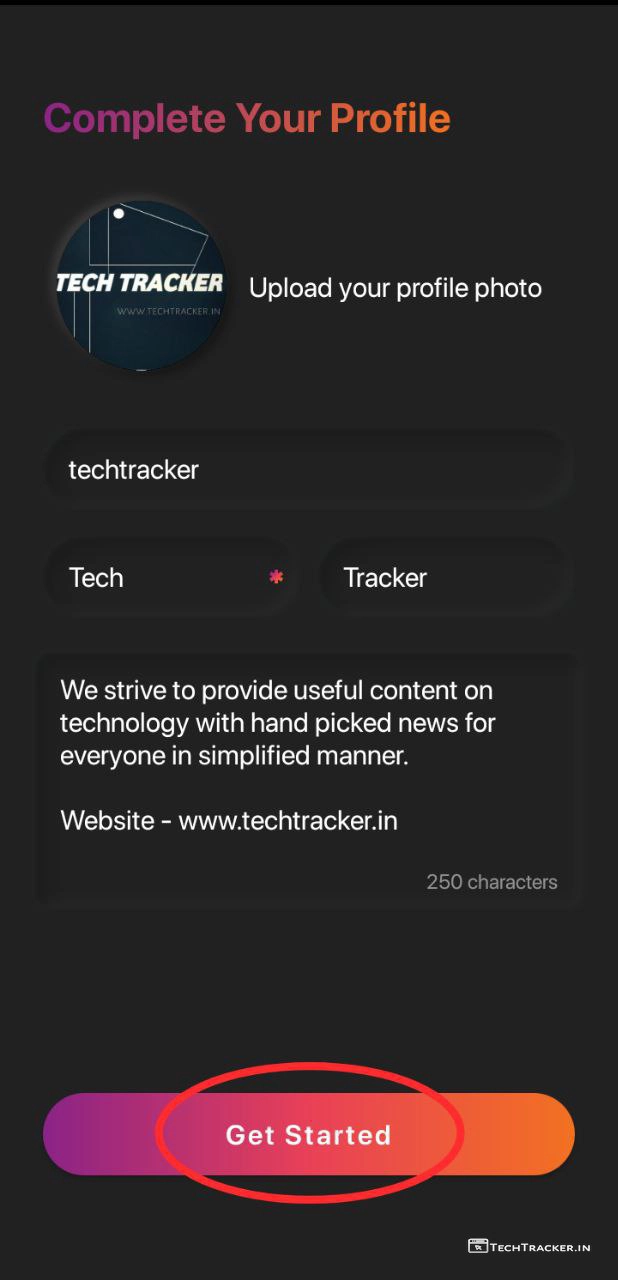 Complete Your Profile
TECH TRACKER
WWW.TECHTRACKER.IN
Upload your profile photo
techtracker
Tech * Tracker
We strive to provide useful content on
technology with hand picked news for
everyone in simplified manner.
Website - www.techtracker.in
250 characters
Get Started
TECHTRACKER.IN